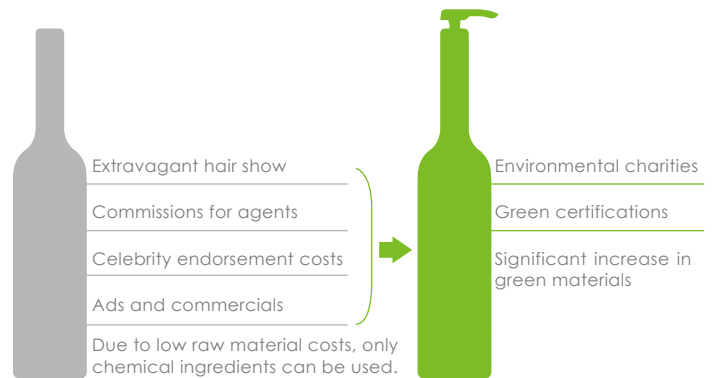 Extravagant hair show
Commissions for agents
Celebrity endorsement costs
Ads and commercials
Due to low raw material costs, only
chemical ingredients can be used.
Environmental charities
Green certifications
Significant increase in
green materials